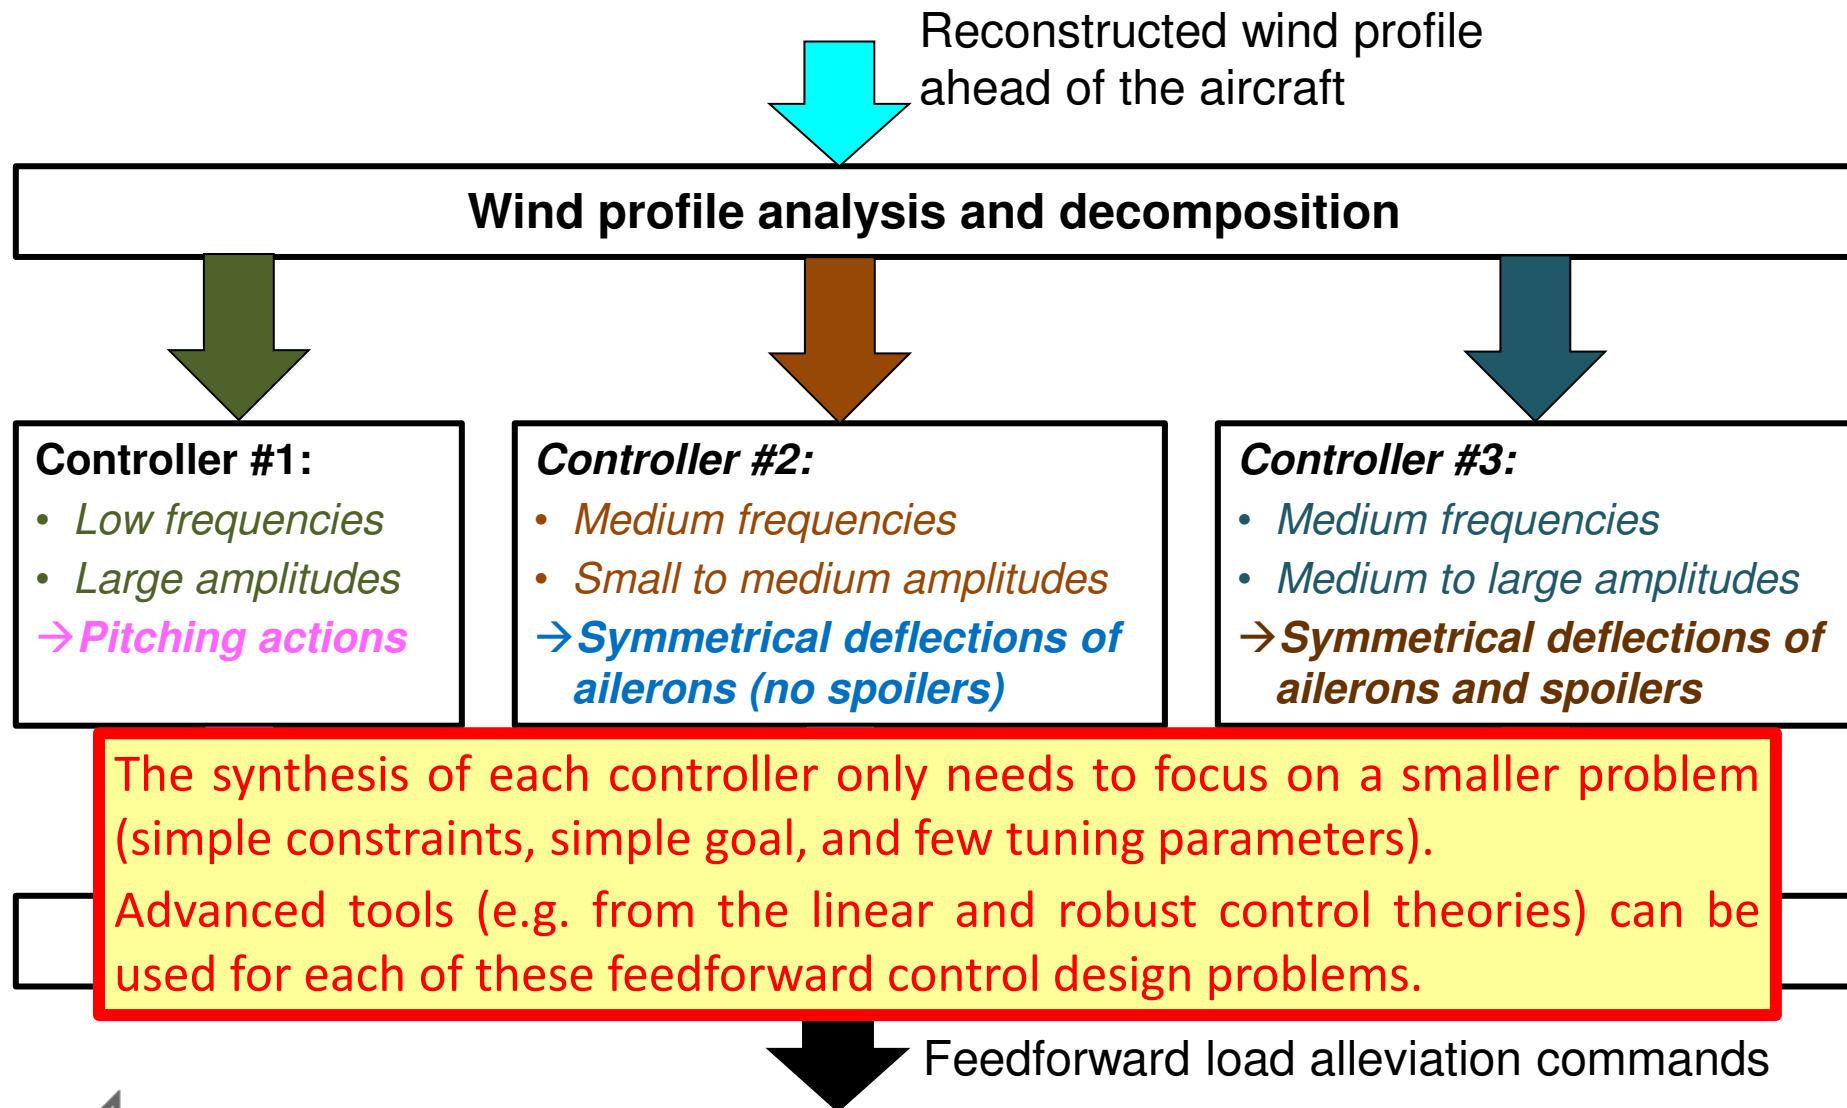 Reconstructed wind profile
ahead of the aircraft
Wind profile analysis and decomposition
Controller #1:
• Low frequencies
• Large amplitudes
→Pitching actions
Controller #2:
• Medium frequencies
• Small to medium amplitudes
→Symmetrical deflections of
ailerons (no spoilers)
Controller #3:
• Medium frequencies
• Medium to large amplitudes
→Symmetrical deflections of
ailerons and spoilers
The synthesis of each controller only needs to focus on a smaller problem
(simple constraints, simple goal, and few tuning parameters).
Advanced tools (e.g. from the linear and robust control theories) can be
used for each of these feedforward control design problems.
Feedforward load alleviation commands